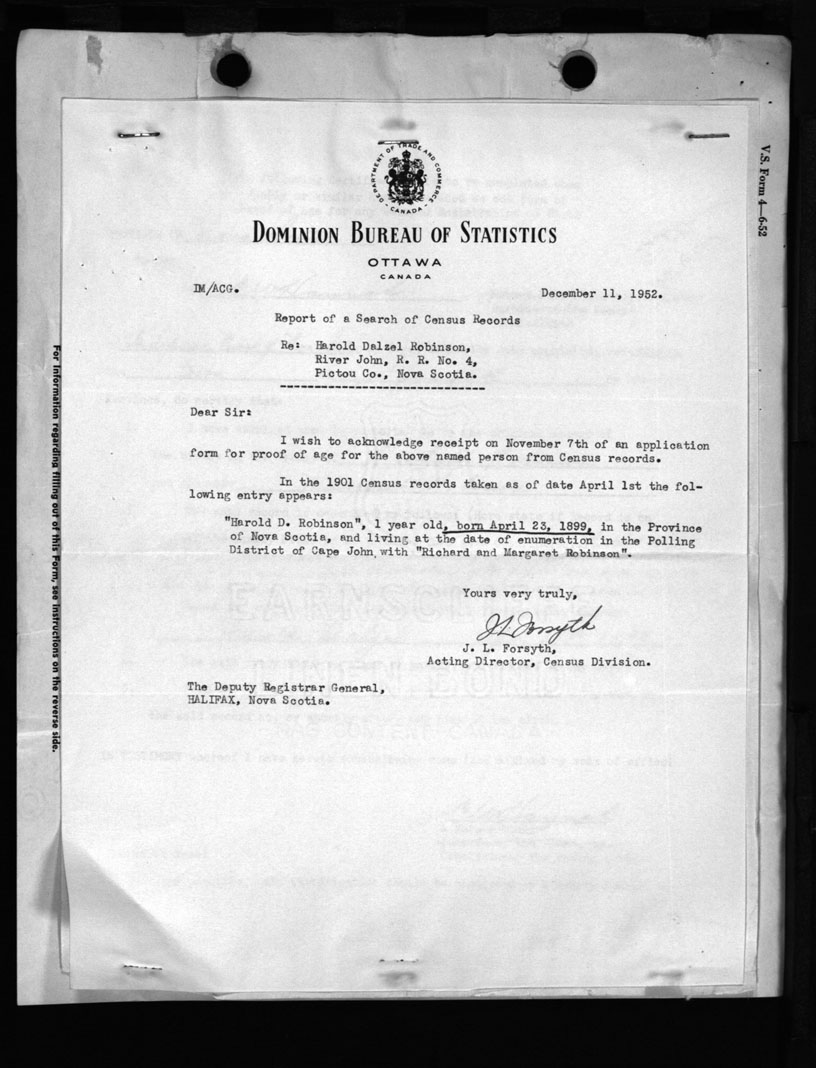 DEPARTMENT OF TRADE AND COMMERCE
CANADA
DOMINION BUREAU OF STATISTICS
OTTAWA
CANADA
IM/ACG.
December 11, 1952.
Report of a Search of Census Records
Re: Harold Dalzel Robinson,
River John, R. R. No. 4,
Pictou Co., Nova Scotia.
------------------------------
Dear Sir:
I wish to acknowledge receipt on November 7th of an application
form for proof of age for the above named person from Census records.
In the 1901 Census records taken as of date April 1st the fol-
lowing entry appears:
"Harold D. Robinson", 1 year old, born April 23, 1899, in the Province
of Nova Scotia, and living at the date of enumeration in the Polling
District of Cape John, with "Richard and Margaret Robinson".
Yours very truly,
J L Forsyth
J. L. Forsyth,
Acting Director, Census Division.
The Deputy Registrar General,
HALIFAX, Nova Scotia.
For information regarding filling out of this Form, see instructions on the reverse side.
V.S. Form 4—6-52